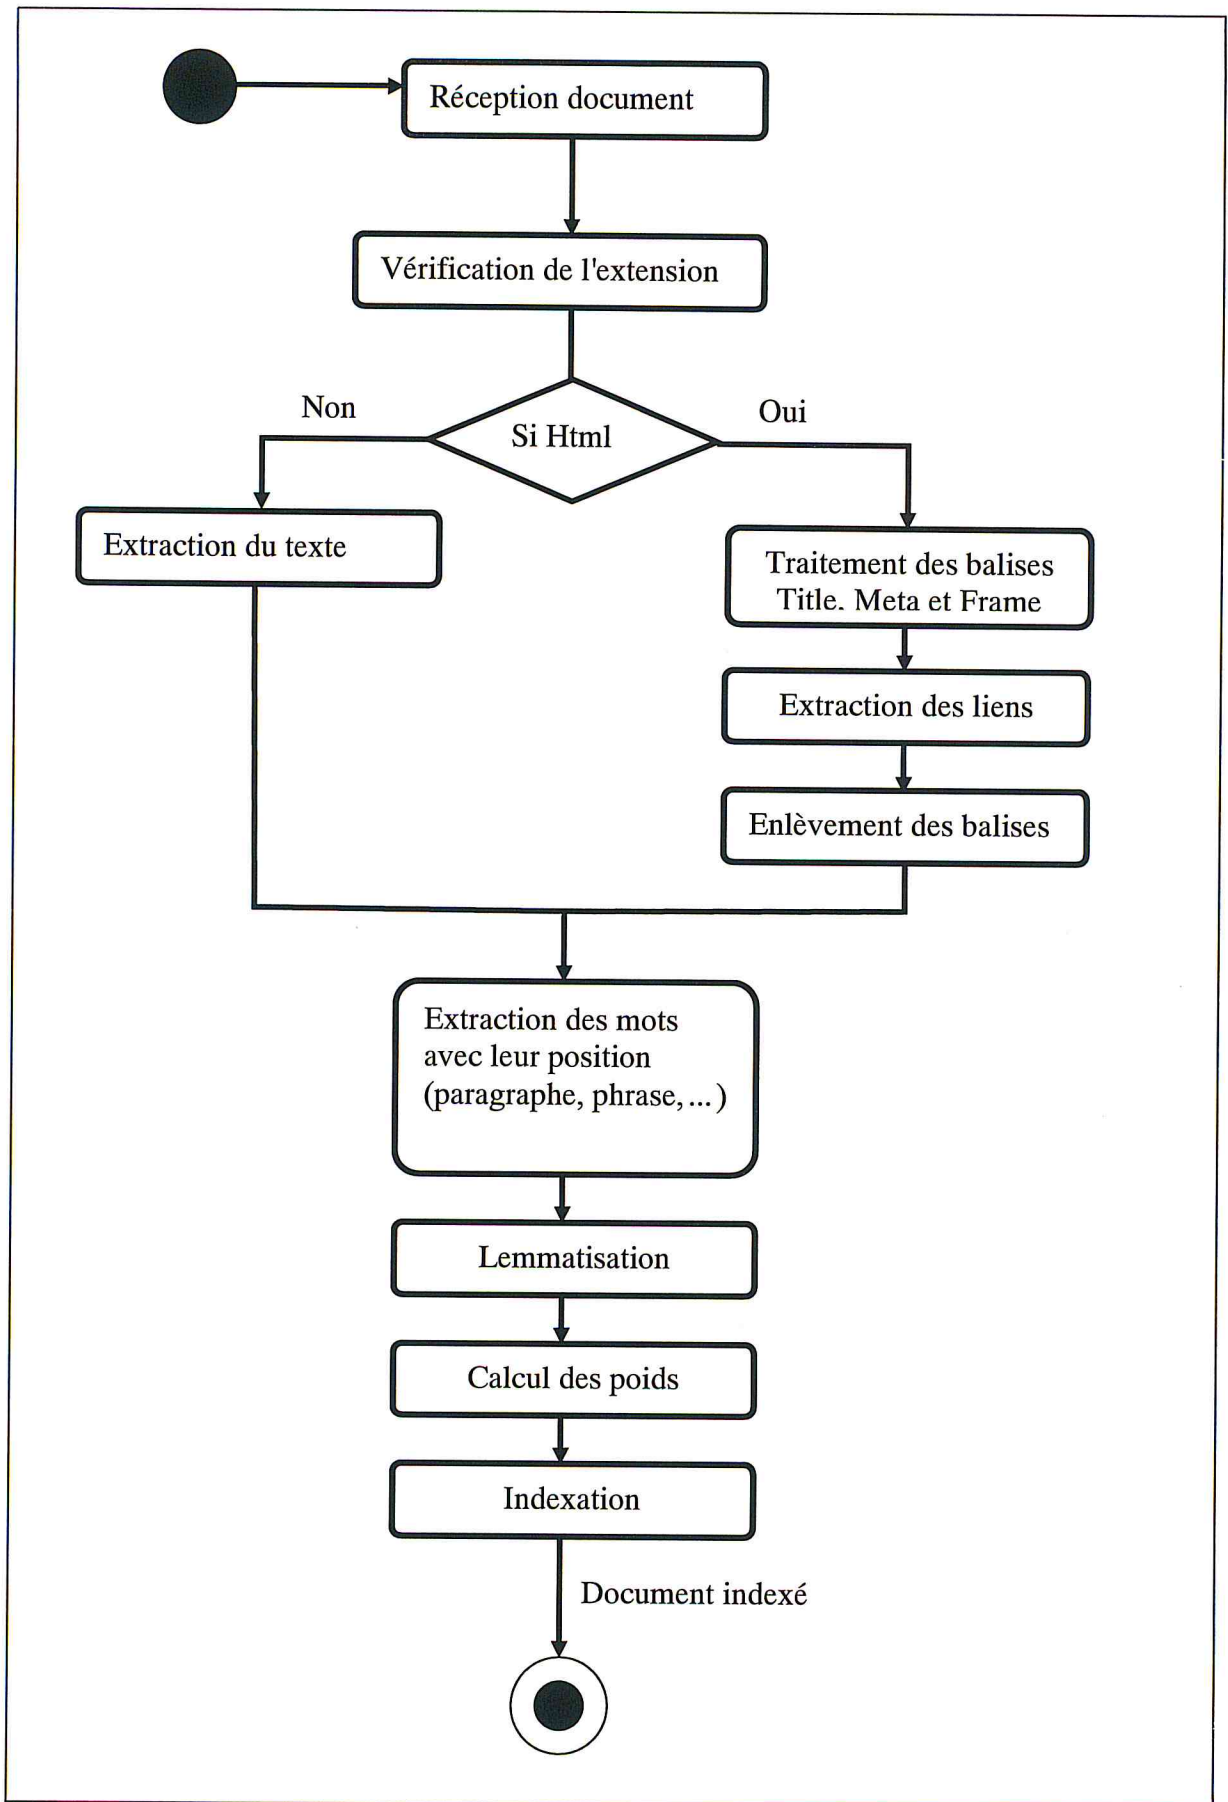 Réception document
Vérification de l'extension
Non
Oui
Si Html
Extraction du texte
Traitement des balises
Title. Meta et Frame
Extraction des liens
Enlèvement des balises
Extraction des mots
avec leur position
(paragraphe, phrase, ... )
Lemmatisation
Calcul des poids
Indexation
Document indexé